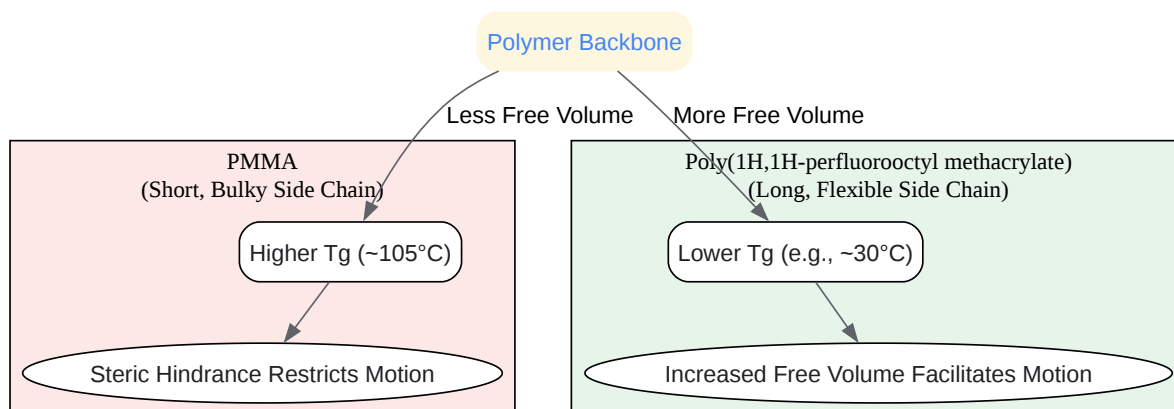 Polymer Backbone
Less Free Volume
More Free Volume
PMMA
(Short, Bulky Side Chain)
Poly(1H,1H-perfluorooctyl methacrylate)
(Long, Flexible Side Chain)
Higher Tg (~105°C)
Lower Tg (e.g., ~30°C)
Steric Hindrance Restricts Motion
Increased Free Volume Facilitates Motion